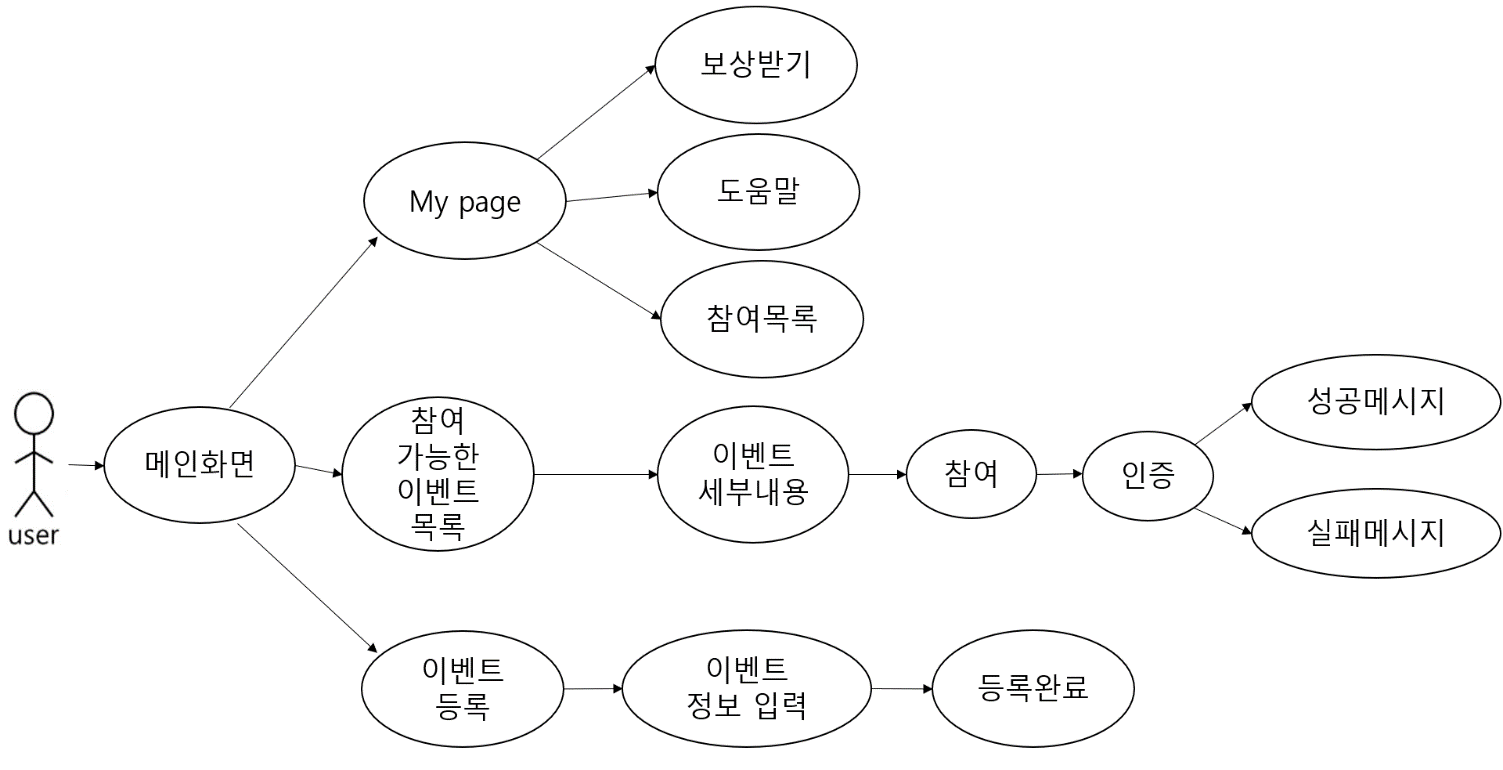 보상받기
My page
도움말
참여목록
user
메인화면
참여
가능한
이벤트
목록
이벤트
세부내용
참여
인증
성공메시지
실패메시지
이벤트
등록
이벤트
정보 입력
등록완료